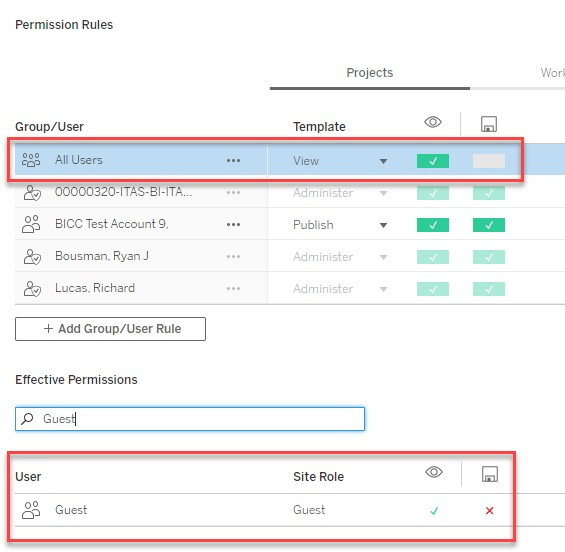 Permission Rules
Projects Work
Group/User Template
All Users ••• View
00000320-ITAS-BI-ITA... ••• Administer
BICC Test Account 9, ••• Publish
Bousman, Ryan J ••• Administer
Lucas, Richard ••• Administer
+ Add Group/User Rule
Effective Permissions
Guest
User Site Role
Guest Guest